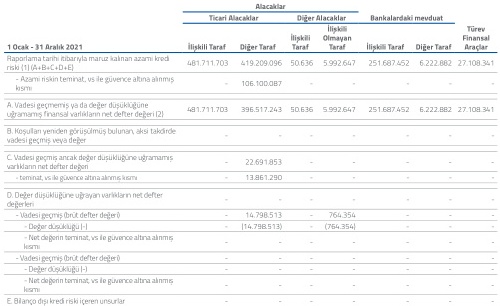 Alacaklar
Ticari Alacaklar Diğer Alacaklar Bankalardaki mevduat
1 Ocak - 31 Aralık 2021 İlişkili Taraf Diğer Taraf İlişkili Taraf İlişkili Olmayan Taraf İlişkili Taraf Diğer Taraf Türev Finansal Araçlar
Raporlama tarihi itibarıyla maruz kalınan azami kredi
riski (1) (A+B+C+D+E) 481.711.703 419.209.096 50.636 5.992.647 251.687.452 6.222.882 27.108.341
- Azami riskin teminat, vs ile güvence altına alınmış
kısmı - 106.100.087 - - - - -
A. Vadesi geçmemiş ya da değer düşüklüğüne
uğramamış finansal varlıkların net defter değeri (2) 481.711.703 396.517.243 50.636 5.992.647 251.687.452 6.222.882 27.108.341
B. Koşulları yeniden görüşülmüş bulunan, aksi takdirde
vadesi geçmiş veya değer - - - - - - -
C. Vadesi geçmiş ancak değer düşüklüğüne uğramamış
varlıkların net defter değeri - 22.691.853 - - - - -
- teminat, vs ile güvence altına alınmış kısmı - 13.861.290 - - - - -
D. Değer düşüklüğüne uğrayan varlıkların net defter
değerleri - - - - - - -
- Vadesi geçmiş (brüt defter değeri) - 14.798.513 - 764.354 - - -
- Değer düşüklüğü (-) - (14.798.513) - (764.354) - - -
- Net değerin teminat, vs ile güvence altına alınmış
kısmı - - - - - - -
- Vadesi geçmiş (brüt defter değeri) - - - - - - -
- Değer düşüklüğü (-) - - - - - - -
- Net değerin teminat, vs ile güvence altına alınmış
kısmı - - - - - - -
E. Bilanço dışı kredi riski içeren unsurlar - - - - - - -